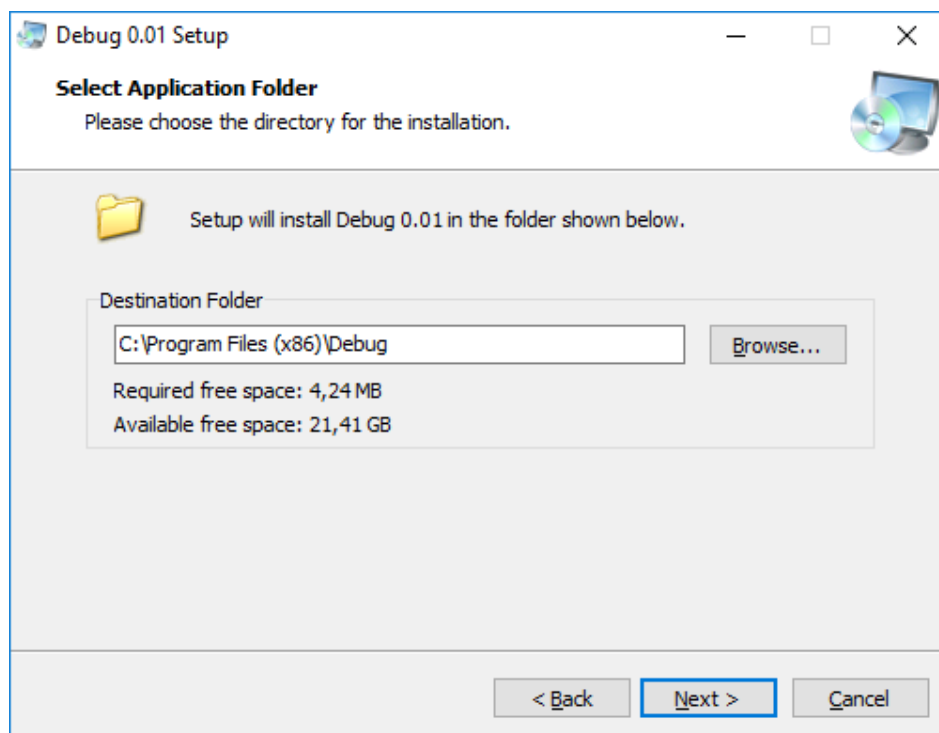 Debug 0.01 Setup
Select Application Folder
Please choose the directory for the installation.
Setup will install Debug 0.01 in the folder shown below.
Destination Folder
C:\Program Files (x86)\Debug
Browse...
Required free space: 4,24 MB
Available free space: 21,41 GB
< Back
Next >
Cancel